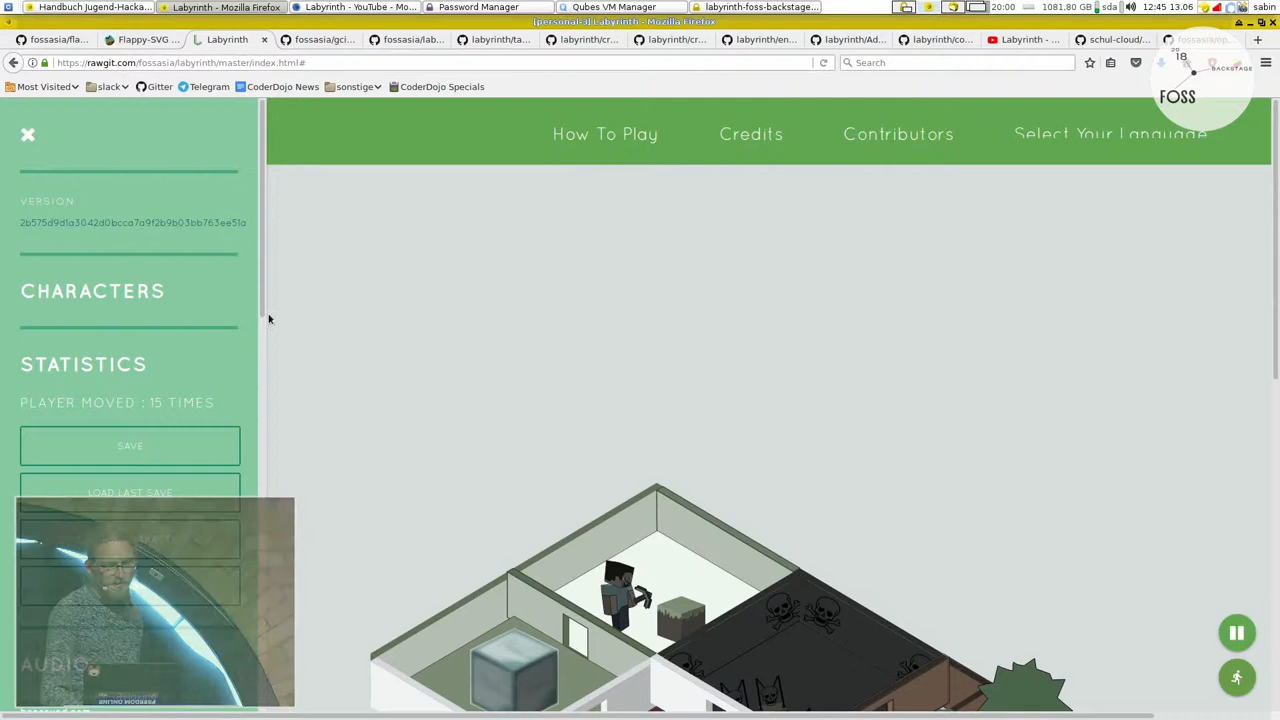 Handbuch Jugend-Hacka...
Labyrinth - Mozilla Firefox
Labyrinth - YouTube - Mo...
Password Manager
Qubes VM Manager
labyrinth-foss-backstage...
20:00
1081.80 GB
sda
12:45 13.06
sabin
[personal-3] Labyrinth - Mozilla Firefox
fossasia/fla...
Flappy-SVG ...
Labyrinth
fossasia/gci...
fossasia/lab...
labyrinth/ta...
labyrinth/cr...
labyrinth/cr...
labyrinth/en...
labyrinth/Ad...
labyrinth/co...
Labyrinth - ...
schul-cloud/...
https://rawgit.com/fossasia/labyrinth/master/index.html#
Search
20
18
BACKSTAGE
FOSS
Most Visited
slack
Gitter
Telegram
CoderDojo News
sonstige
CoderDojo Specials
How To Play
Credits
Contributors
Select Your Language
VERSION
2b575d9d1a3042d0bcca7a9f2b9b03bb763ee51a
CHARACTERS
STATISTICS
PLAYER MOVED : 15 TIMES
SAVE
LOAD LAST SAVE
AUDIO